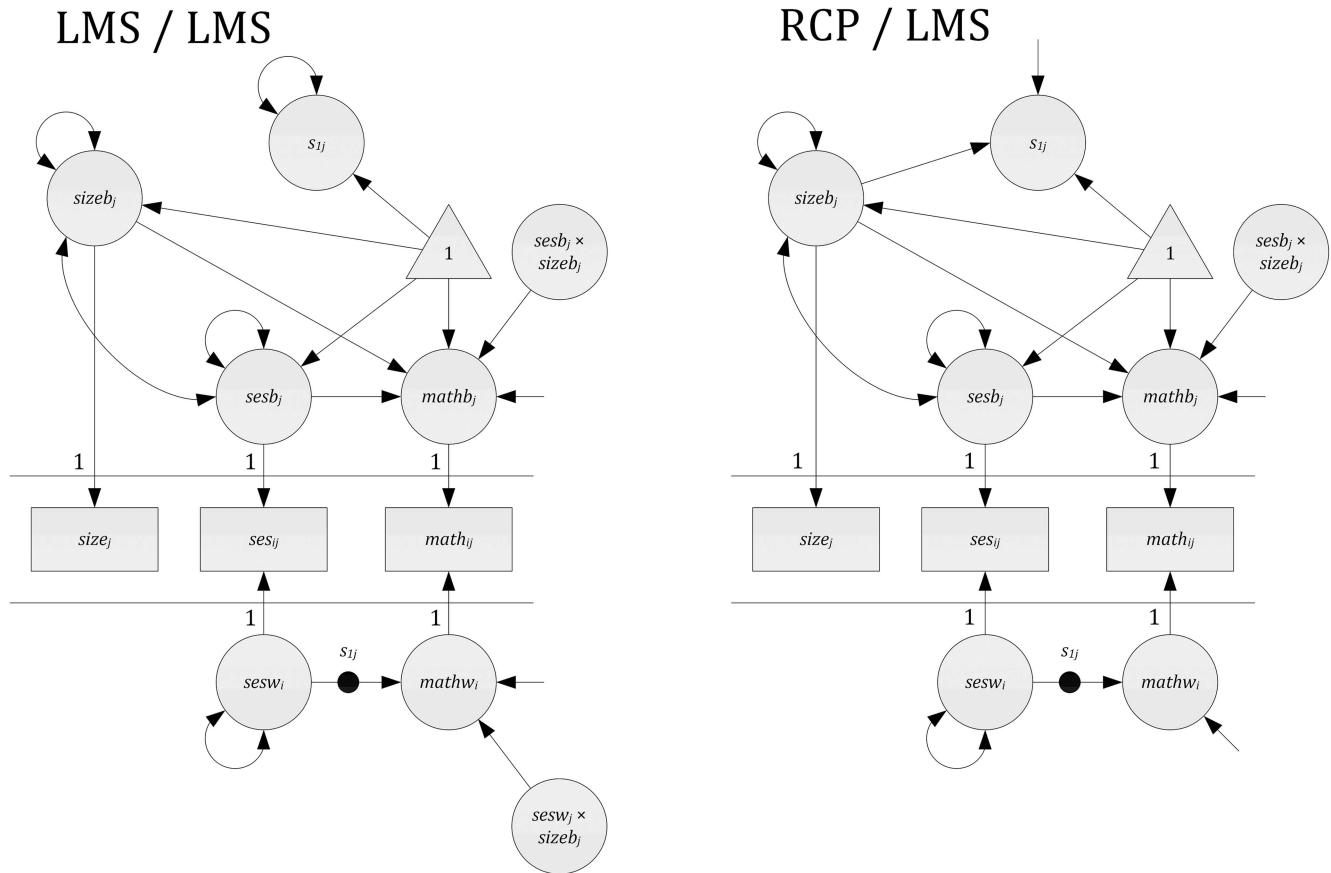 LMS / LMS
s1j
sizebj
1
sesbj ×
sizebj
sesbj
mathbj
1
1
1
sizej
sesij
mathij
1
1
s1j
seswi
mathwi
seswj ×
sizebj
RCP / LMS
s1j
sizebj
1
sesbj ×
sizebj
sesbj
mathbj
1
1
1
sizej
sesij
mathij
1
1
s1j
seswi
mathwi